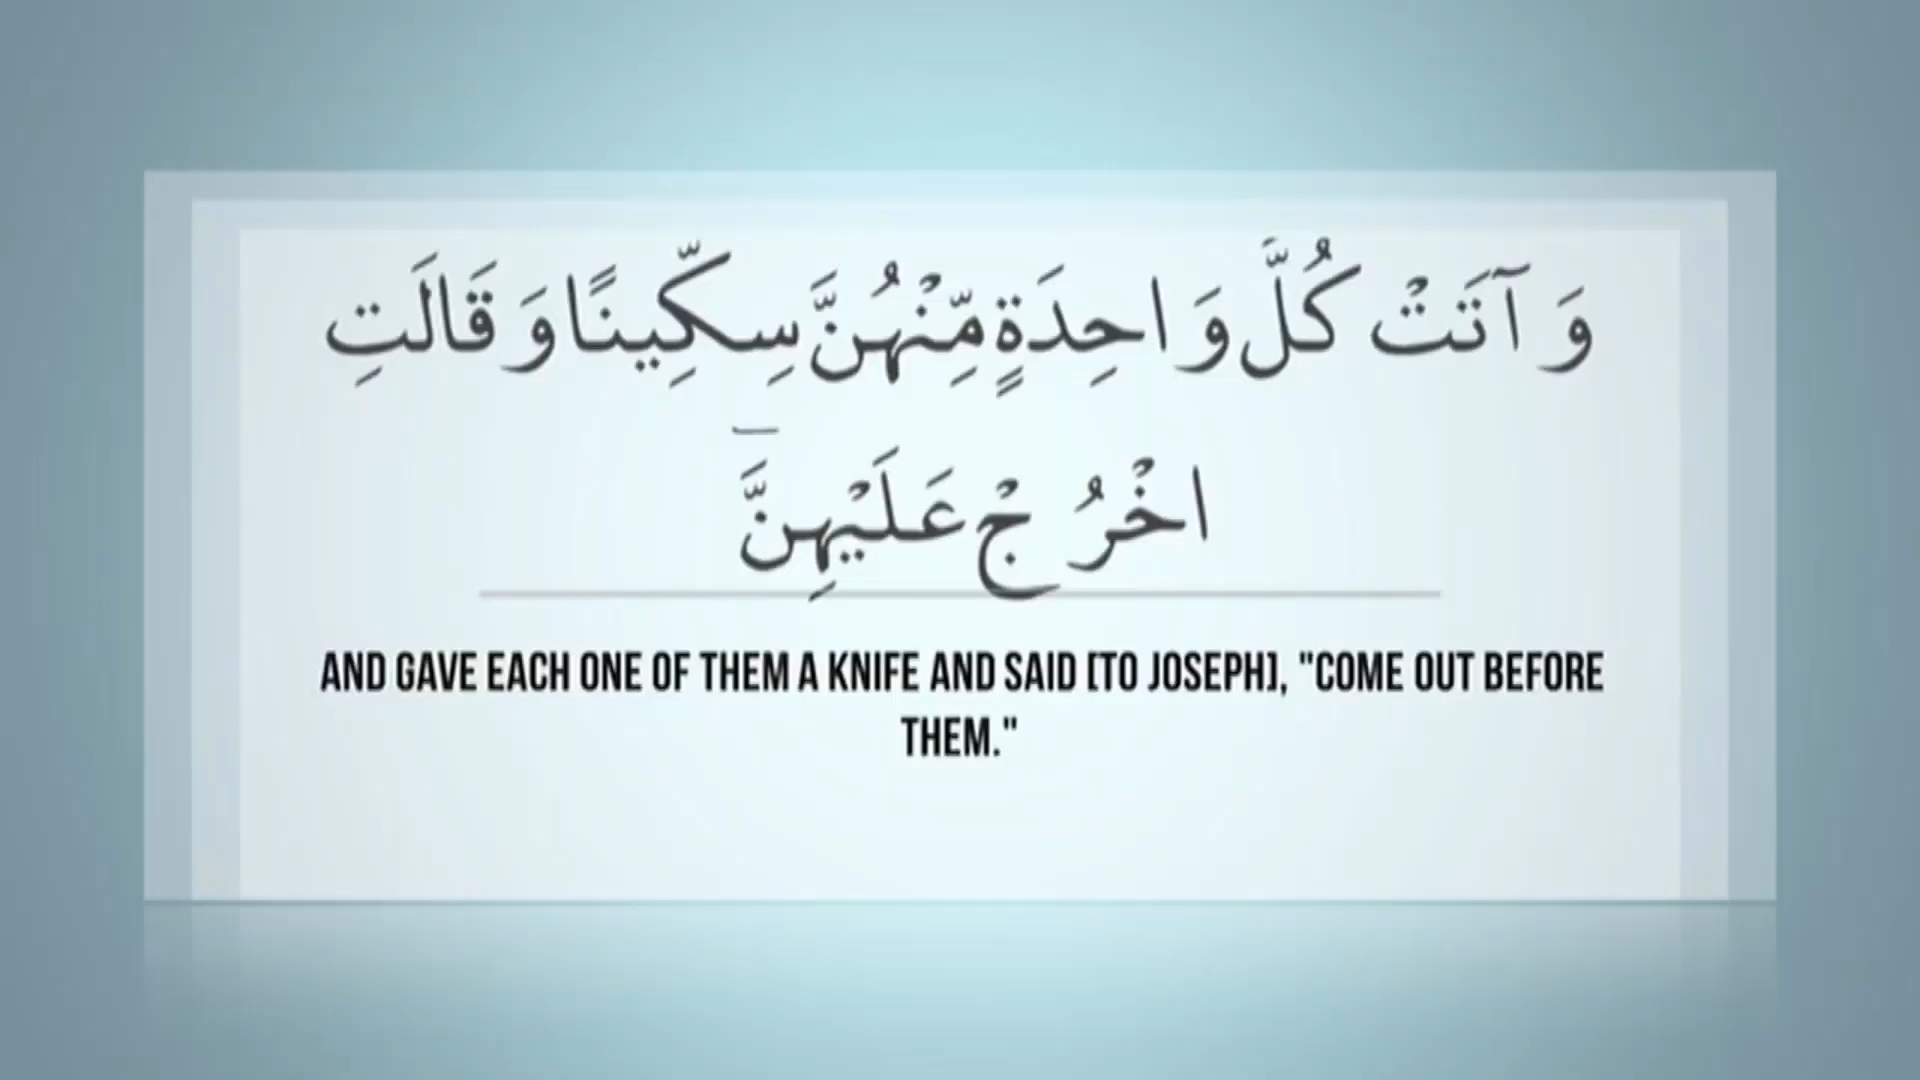 وَآتَتْ كُلَّ وَاحِدَةٍ مِّنْهُنَّ سِكِّينًا وَقَالَتِ
اخْرُجْ عَلَيْهِنَّ ۖ
AND GAVE EACH ONE OF THEM A KNIFE AND SAID [TO JOSEPH], "COME OUT BEFORE
THEM."